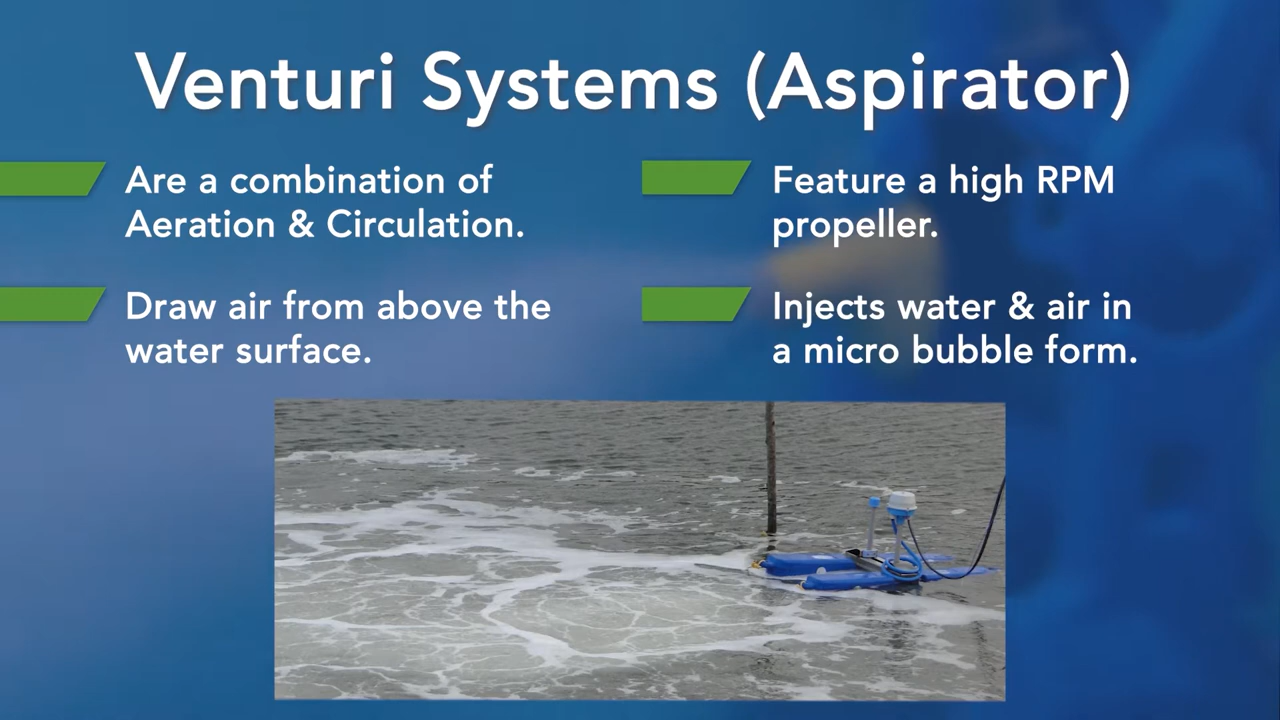 Venturi Systems (Aspirator)
Are a combination of
Aeration & Circulation.
Draw air from above the
water surface.
Feature a high RPM
propeller.
Injects water & air in
a micro bubble form.